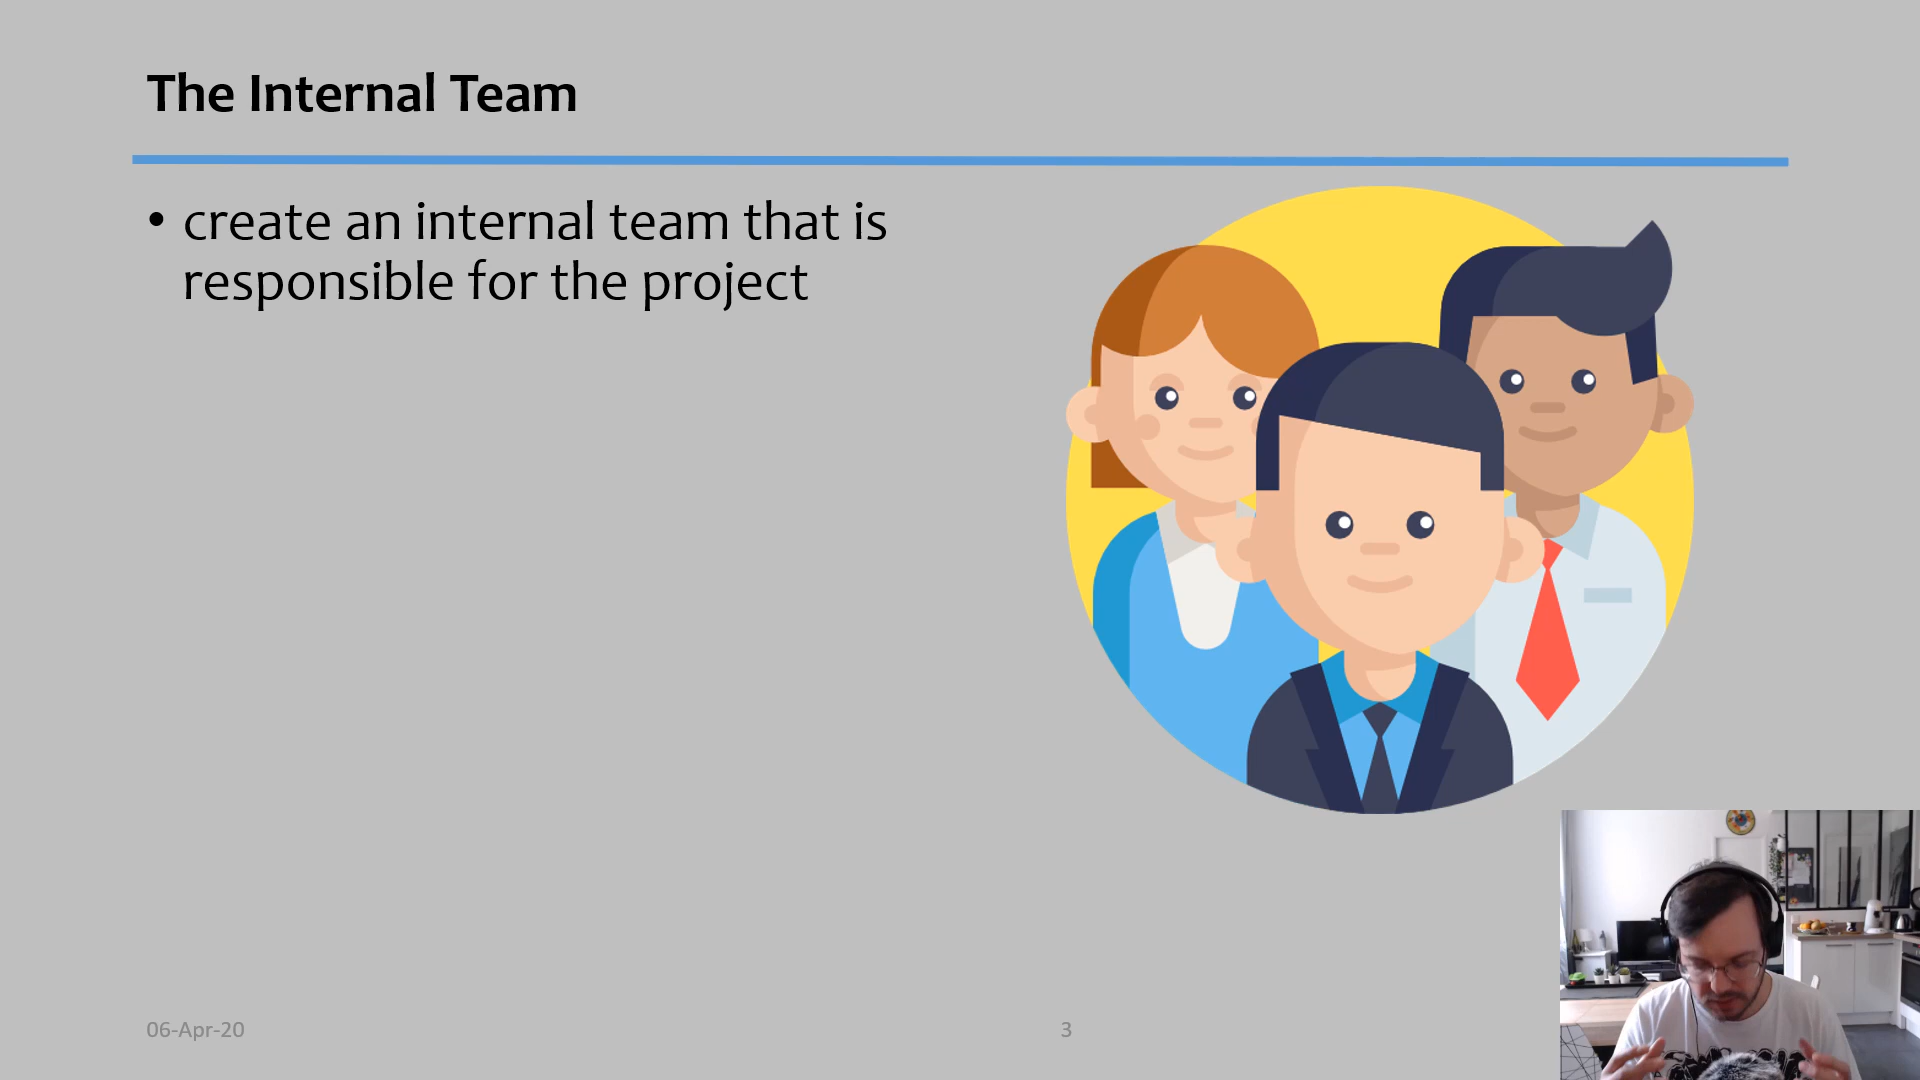 The Internal Team
• create an internal team that is
responsible for the project
06-Apr-20
3